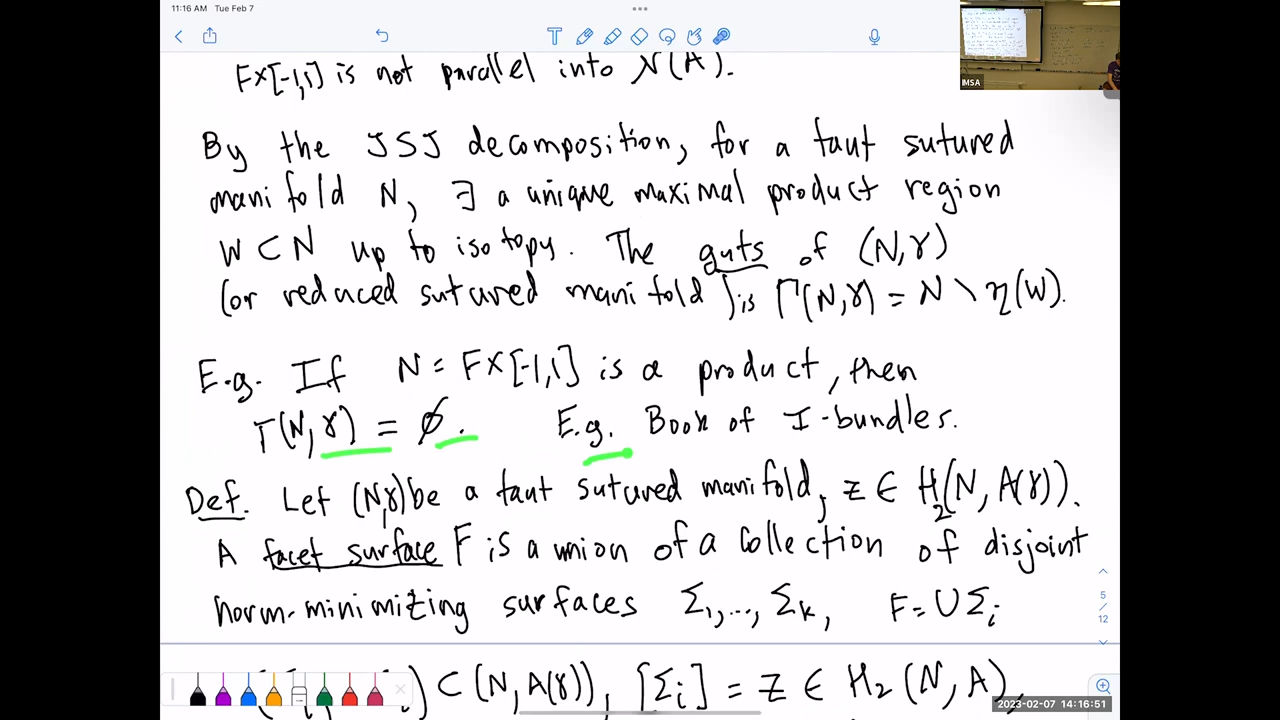 11:16 AM Tue Feb 7
F×[-1,1] is not parallel into N(A).
IMSA
By the JSJ decomposition, for a taut sutured
manifold N, ∃ a unique maximal product region
W ⊂ N up to isotopy. The guts of (N,γ)
(or reduced sutured manifold) is Γ(N,γ) = N \ η(W).
E.g. If N = F×[-1,1] is a product, then
Γ(N,γ) = ∅. E.g. Book of I-bundles.
Def. Let (N,γ) be a taut sutured manifold, z ∈ H₂(N, A(γ)).
A facet surface F is a union of a collection of disjoint
norm-minimizing surfaces Σ₁,..., Σₖ, F = ∪Σᵢ
5
/
12
) ⊂ (N, A(γ)), [Σᵢ] = z ∈ H₂(N, A),
2023-02-07 14:16:51